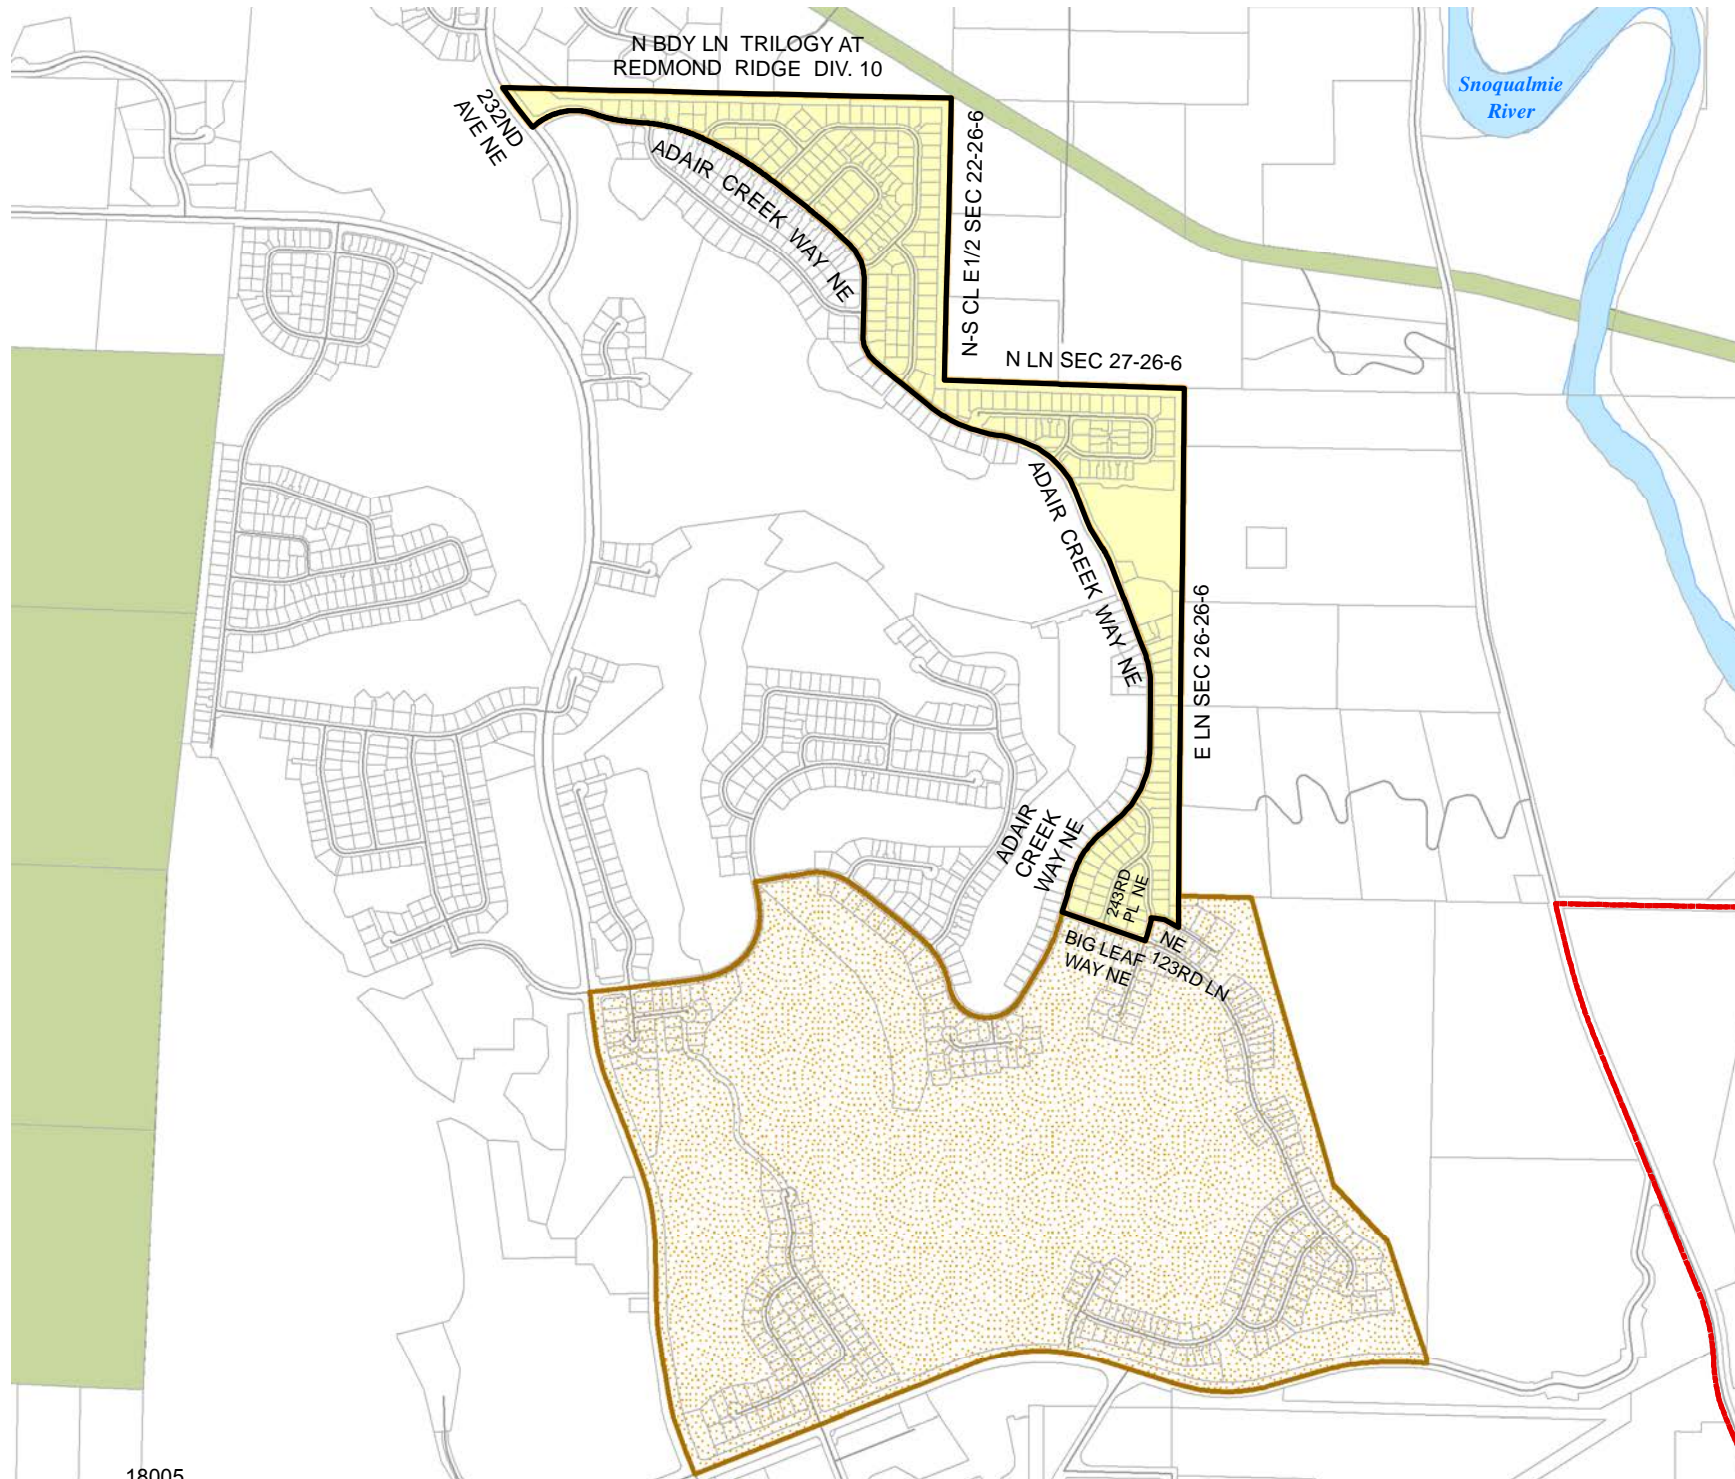 N BDY LN TRILOGY AT
REDMOND RIDGE DIV. 10
Snoqualmie
River
232ND
AVE NE
ADAIR CREEK WAY NE
N-S CL E1/2 SEC 22-26-6
N LN SEC 27-26-6
ADAIR CREEK WAY NE
E LN SEC 26-26-6
ADAIR
CREEK
WAY NE
243RD
PL NE
BIG LEAF
WAY NE
NE
123RD LN
18005